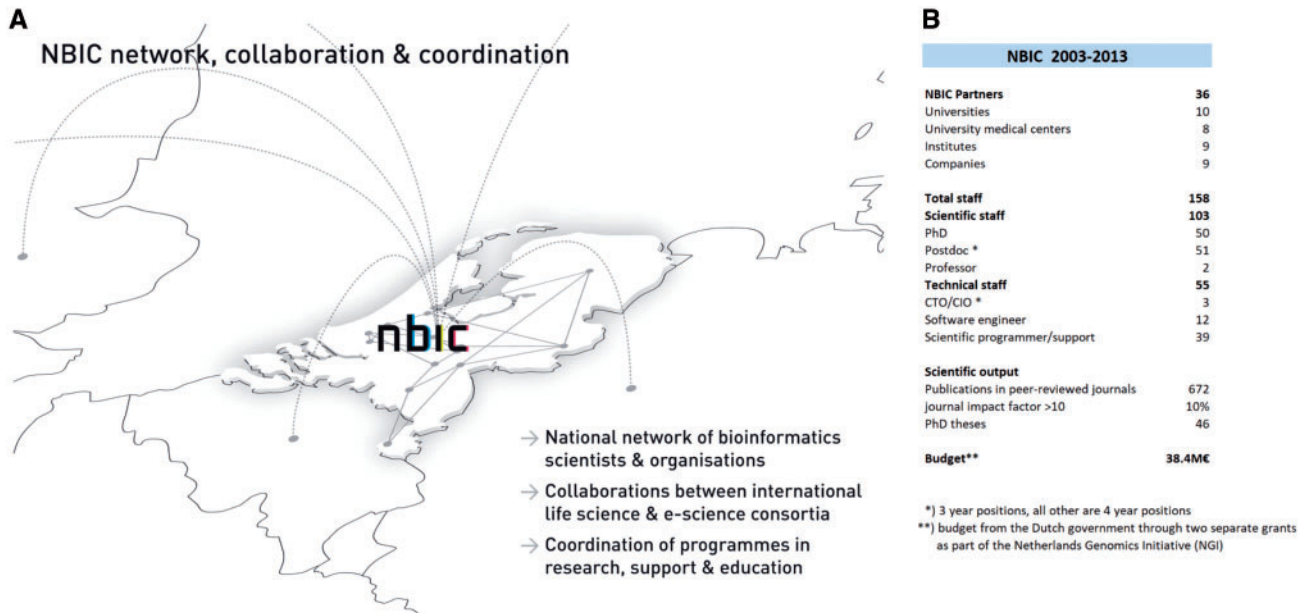 A
NBIC network, collaboration & coordination
nbic
→ National network of bioinformatics
scientists & organisations
→ Collaborations between international
life science & e-science consortia
→ Coordination of programmes in
research, support & education
B
NBIC 2003-2013
NBIC Partners 36
Universities 10
University medical centers 8
Institutes 9
Companies 9
Total staff 158
Scientific staff 103
PhD 50
Postdoc * 51
Professor 2
Technical staff 55
CTO/CIO * 3
Software engineer 12
Scientific programmer/support 39
Scientific output
Publications in peer-reviewed journals 672
journal impact factor >10 10%
PhD theses 46
Budget** 38.4M€
*) 3 year positions, all other are 4 year positions
**) budget from the Dutch government through two separate grants
as part of the Netherlands Genomics Initiative (NGI)